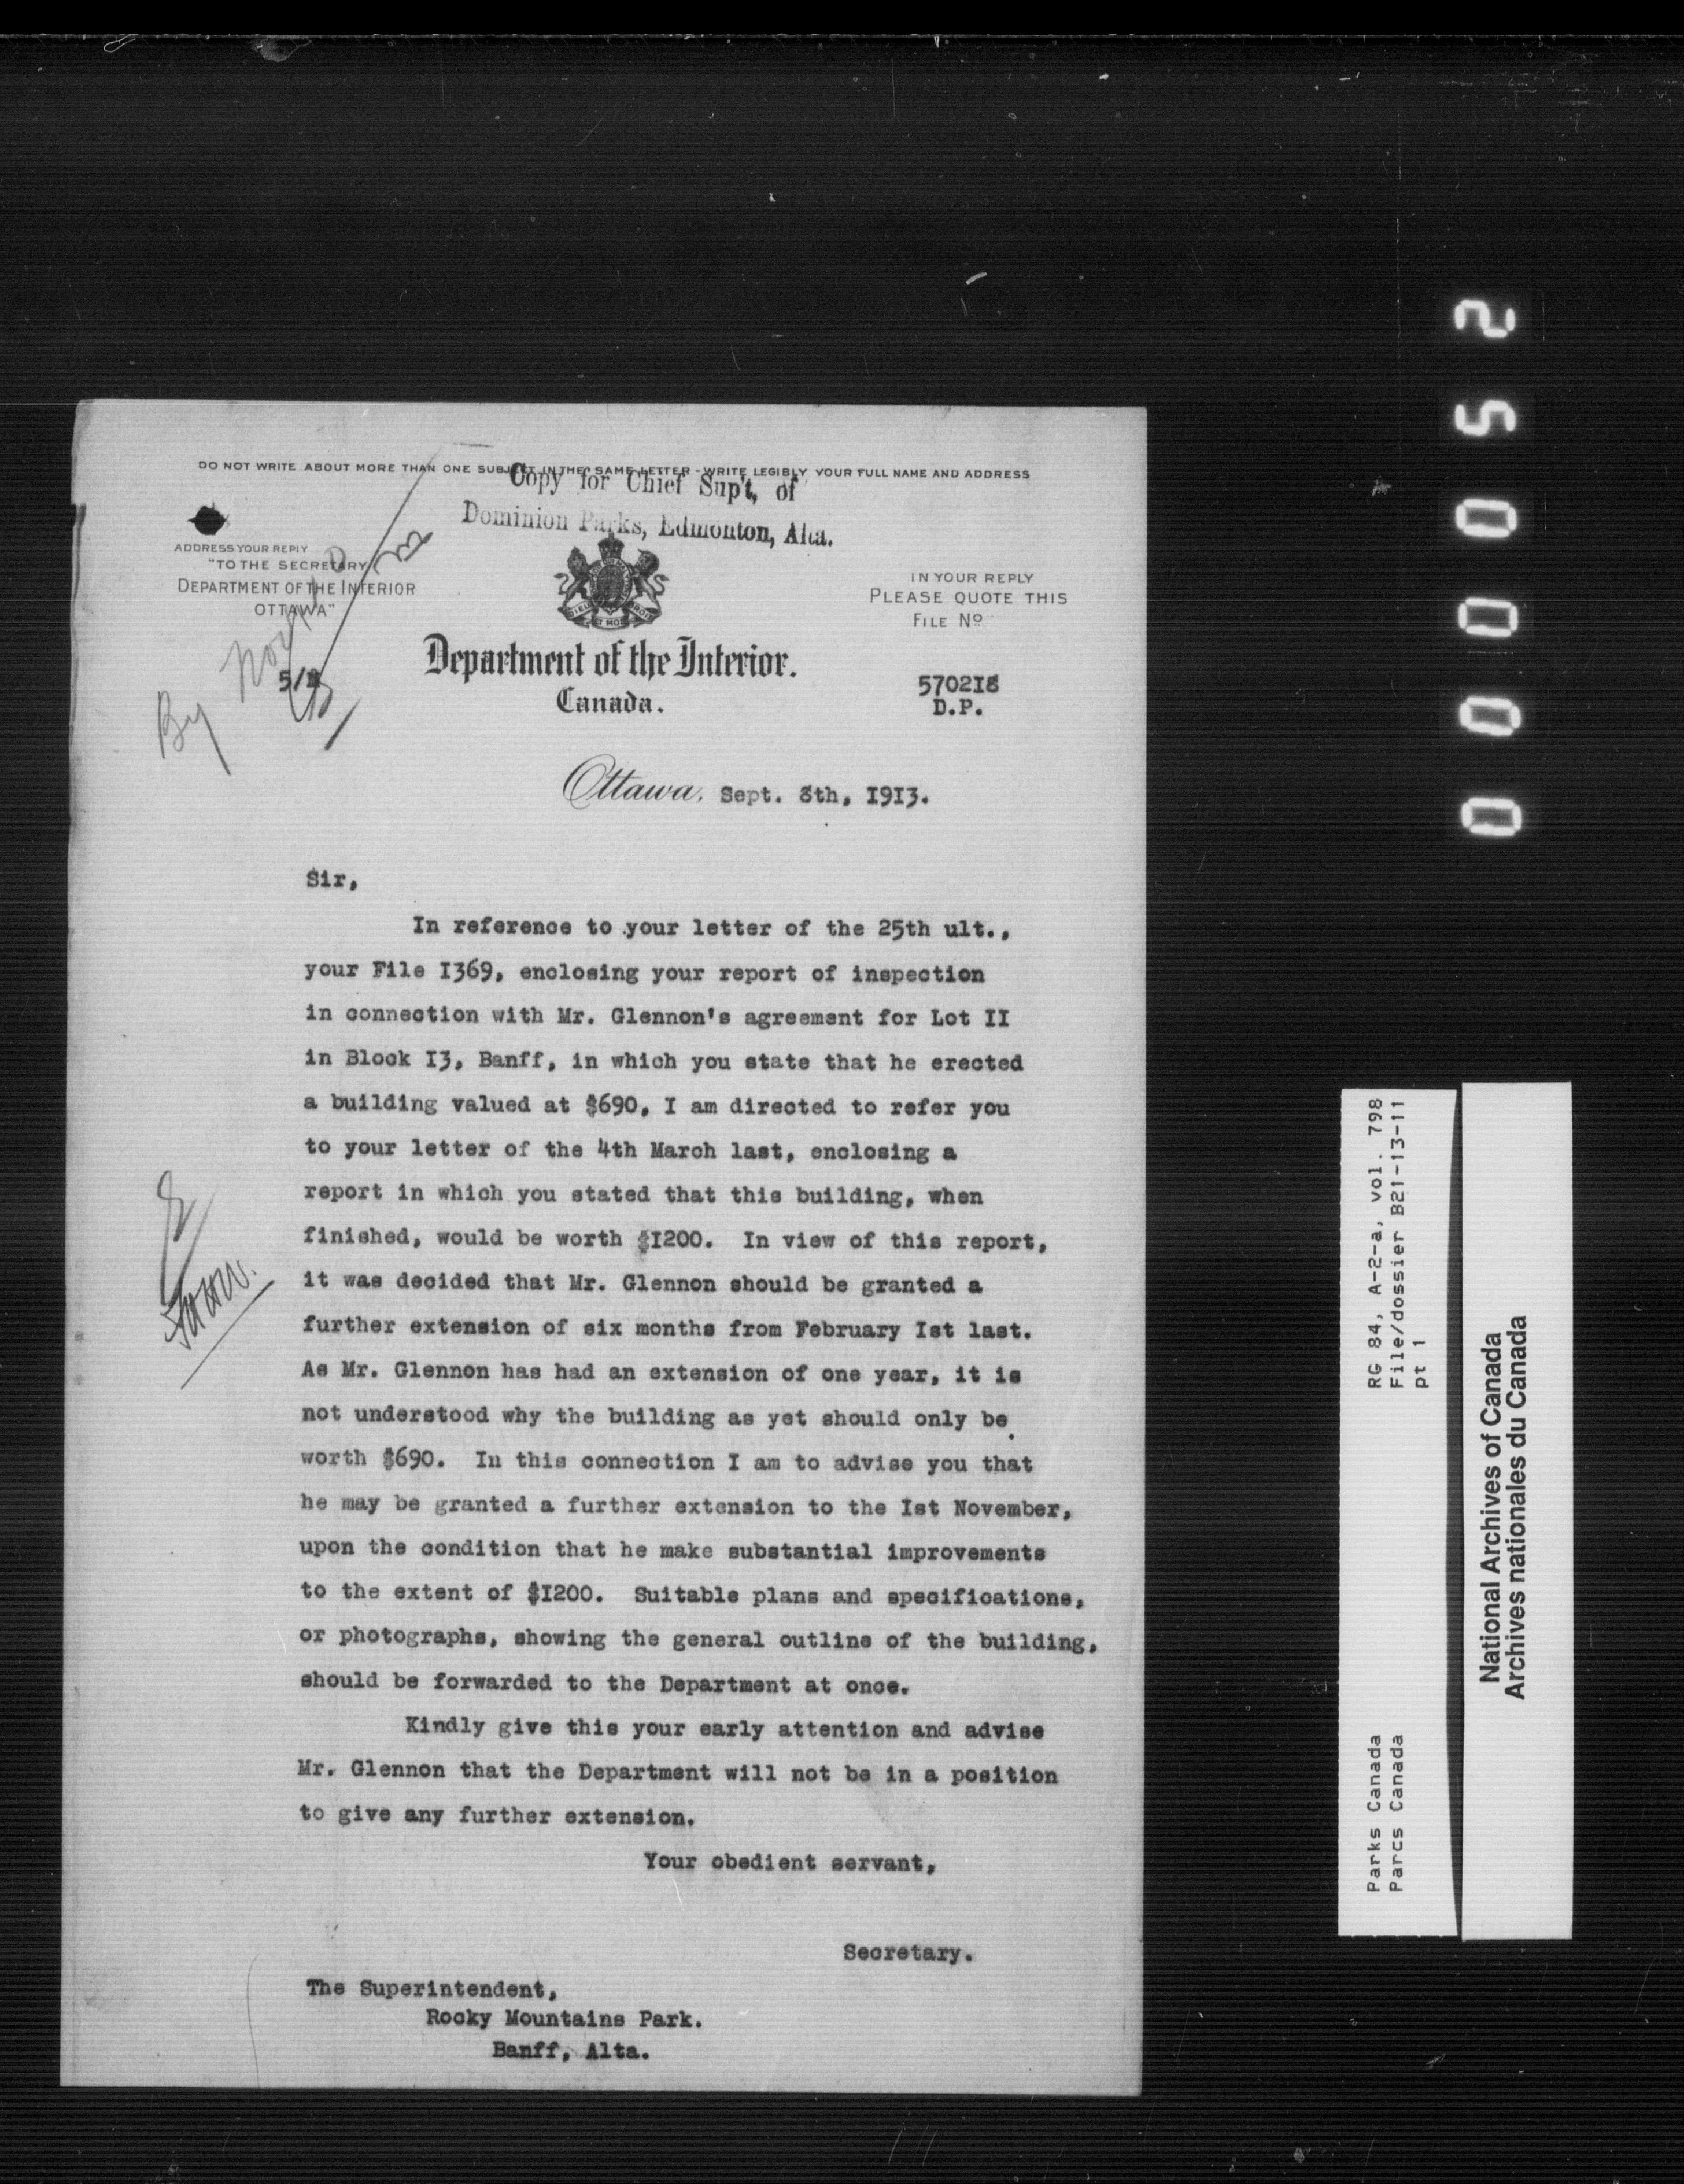 DO NOT WRITE ABOUT MORE THAN ONE SUBJECT IN THE SAME LETTER - WRITE LEGIBLY YOUR FULL NAME AND ADDRESS
Copy for Chief Sup't, of
Dominion Parks, Edmonton, Alta.
ADDRESS YOUR REPLY
"TO THE SECRETARY
DEPARTMENT OF THE INTERIOR
OTTAWA"
IN YOUR REPLY
PLEASE QUOTE THIS
FILE No
By Nov
Department of the Interior.
Canada.
570218
D.P.
Ottawa, Sept. 8th, I9I3.
Sir,
In reference to your letter of the 25th ult.,
your File I369, enclosing your report of inspection
in connection with Mr. Glennon's agreement for Lot II
in Block I3, Banff, in which you state that he erected
a building valued at $690, I am directed to refer you
to your letter of the 4th March last, enclosing a
report in which you stated that this building, when
finished, would be worth $I200. In view of this report,
it was decided that Mr. Glennon should be granted a
further extension of six months from February Ist last.
As Mr. Glennon has had an extension of one year, it is
not understood why the building as yet should only be
worth $690. In this connection I am to advise you that
he may be granted a further extension to the Ist November,
upon the condition that he make substantial improvements
to the extent of $I200. Suitable plans and specifications,
or photographs, showing the general outline of the building,
should be forwarded to the Department at once.
Kindly give this your early attention and advise
Mr. Glennon that the Department will not be in a position
to give any further extension.
Your obedient servant,
Secretary.
The Superintendent,
Rocky Mountains Park.
Banff, Alta.
000052
RG 84, A-2-a, vol. 798
File/dossier B21-13-11
pt 1
Parks Canada
Parcs Canada
National Archives of Canada
Archives nationales du Canada